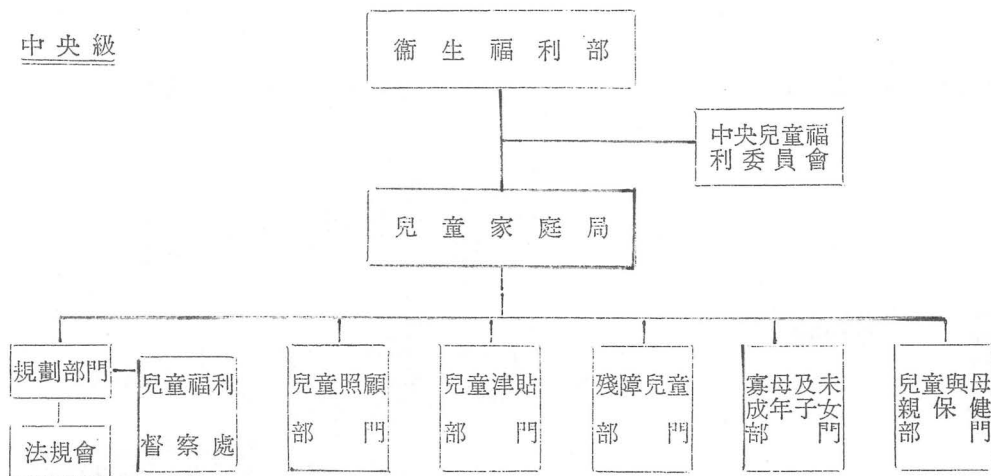 中央級
衞生福利部
中央兒童福
利委員會
兒童家庭局
規劃部門
法規會
兒童福利
督察處
兒童照顧
部門
兒童津貼
部門
殘障兒童
部門
寡母及未
成年子女
部門
兒童與母
親保健
部門